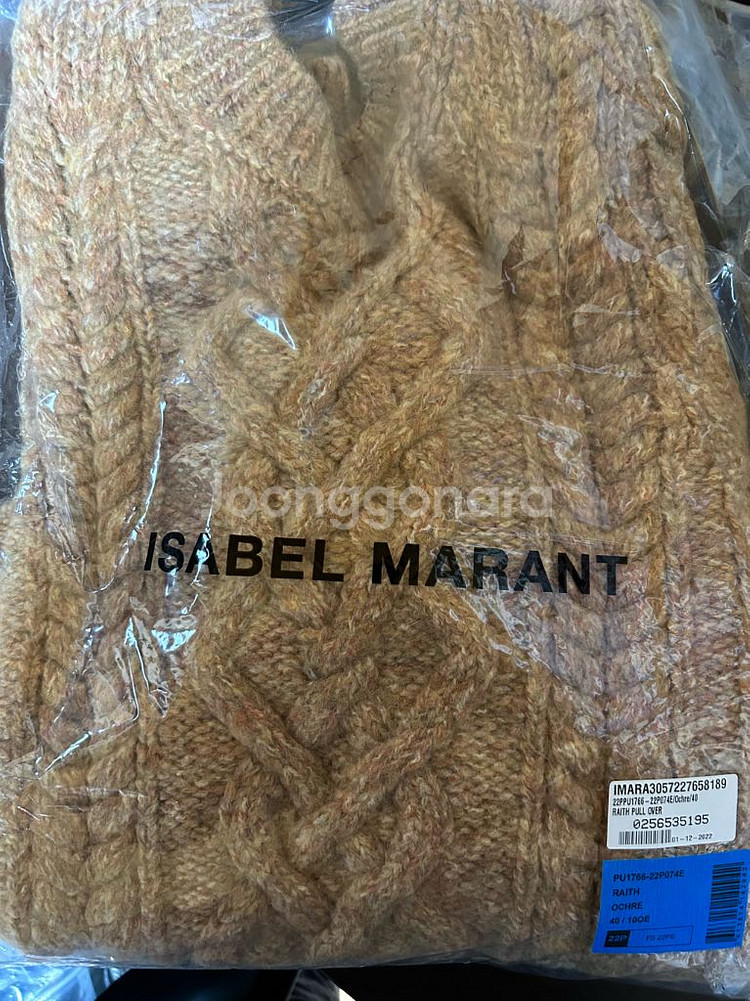 Joonggonara
ISABEL MARANT
IMARA3057227658189
22PPU1766-22P074E/Ochre/40
RAITH PULL OVER
0256535195
01-12-2022
PU1766-22P074E
RAITH
OCHRE
40 / 10OE
22P